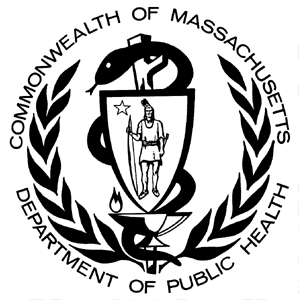 COMMONWEALTH OF MASSACHUSETTS
DEPARTMENT OF PUBLIC HEALTH